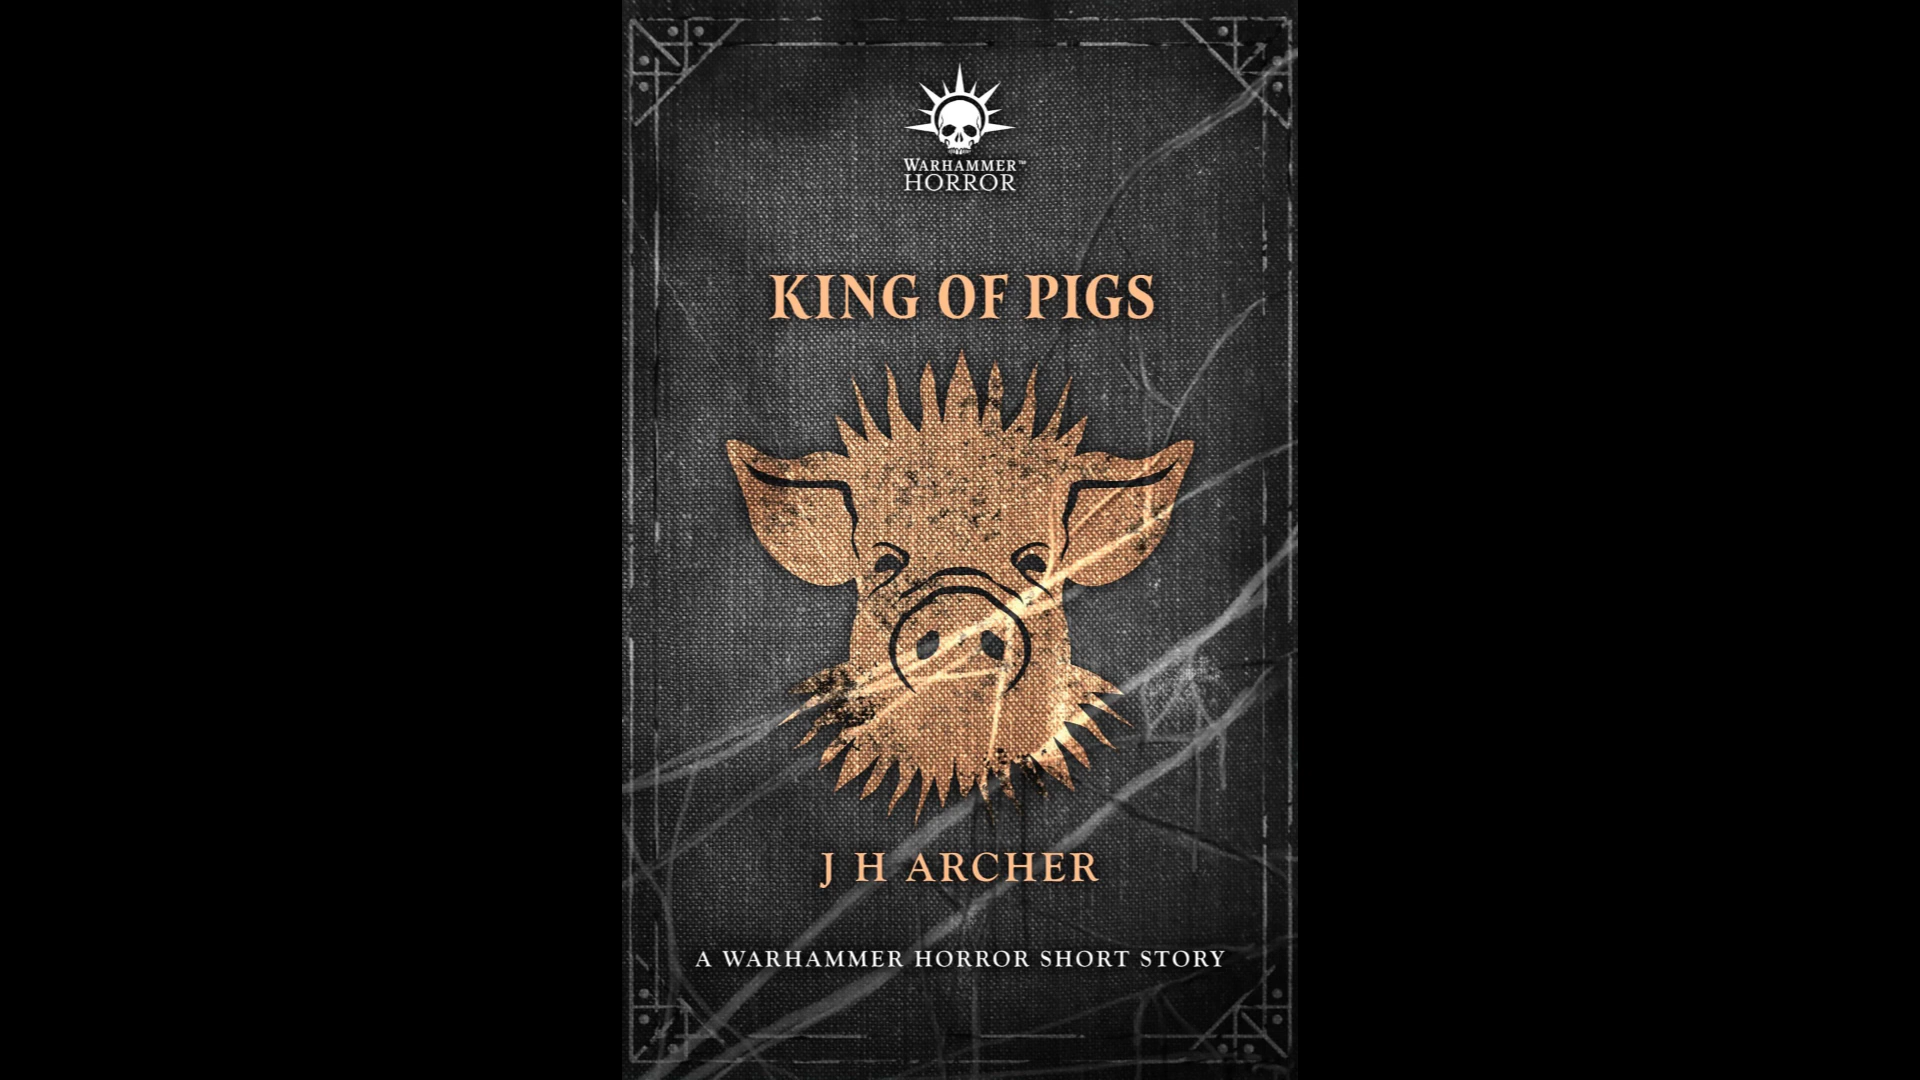 WARHAMMER™
HORROR
KING OF PIGS
J H ARCHER
A WARHAMMER HORROR SHORT STORY